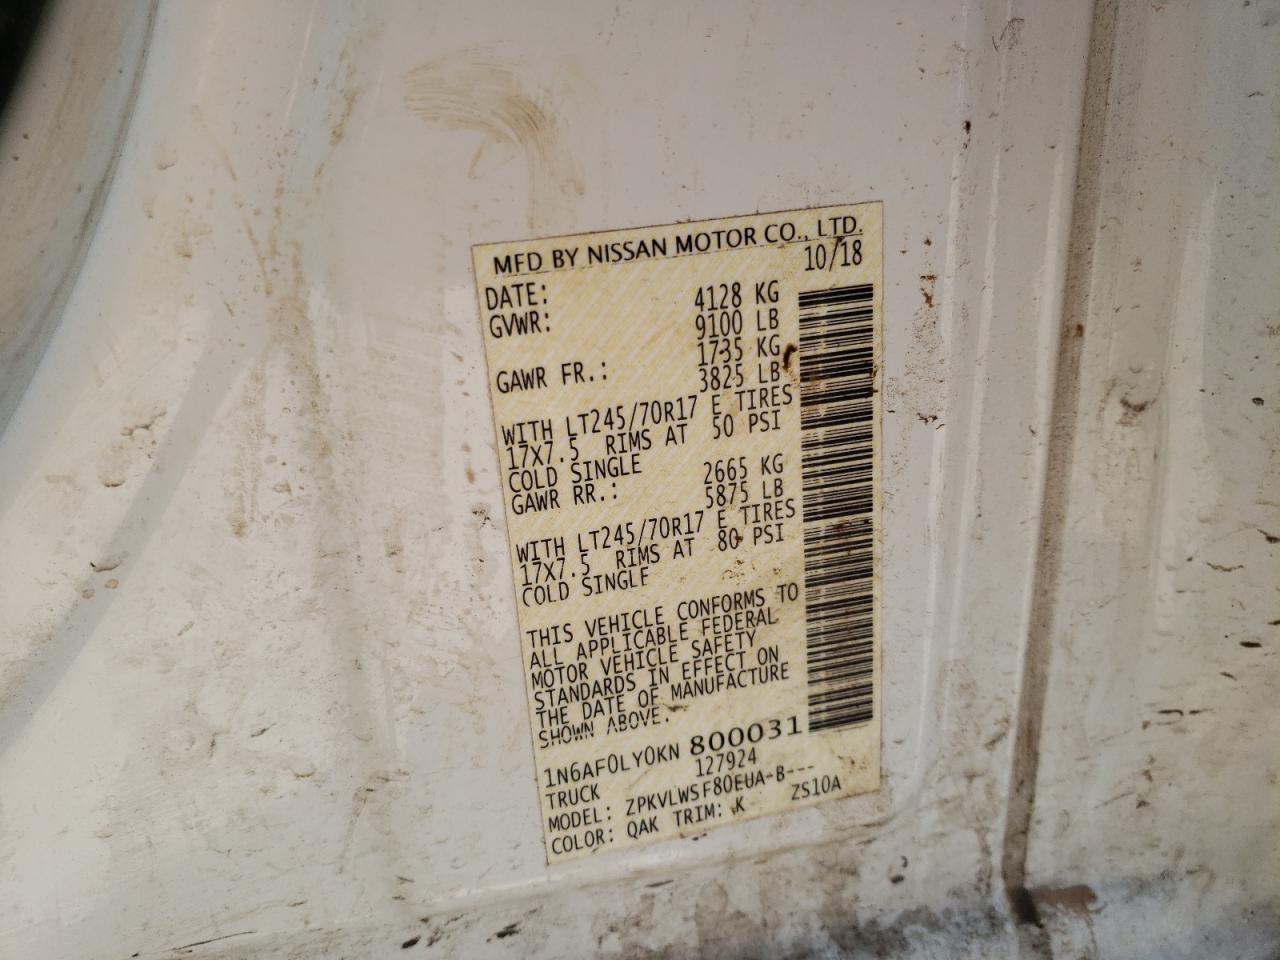 MFD BY NISSAN MOTOR CO., LTD.
DATE: 10/18
GVWR: 4128 KG
9100 LB
GAWR FR.: 1735 KG
3825 LB
WITH LT245/70R17 E TIRES
17X7.5 RIMS AT 50 PSI
COLD SINGLE
GAWR RR.: 2665 KG
5875 LB
WITH LT245/70R17 E TIRES
17X7.5 RIMS AT 80 PSI
COLD SINGLE
THIS VEHICLE CONFORMS TO
ALL APPLICABLE FEDERAL
MOTOR VEHICLE SAFETY
STANDARDS IN EFFECT ON
THE DATE OF MANUFACTURE
SHOWN ABOVE.
1N6AF0LY0KN 800031
TRUCK 127924
MODEL: ZPKVLWSF80EUA-B---
COLOR: QAK TRIM: K ZS10A